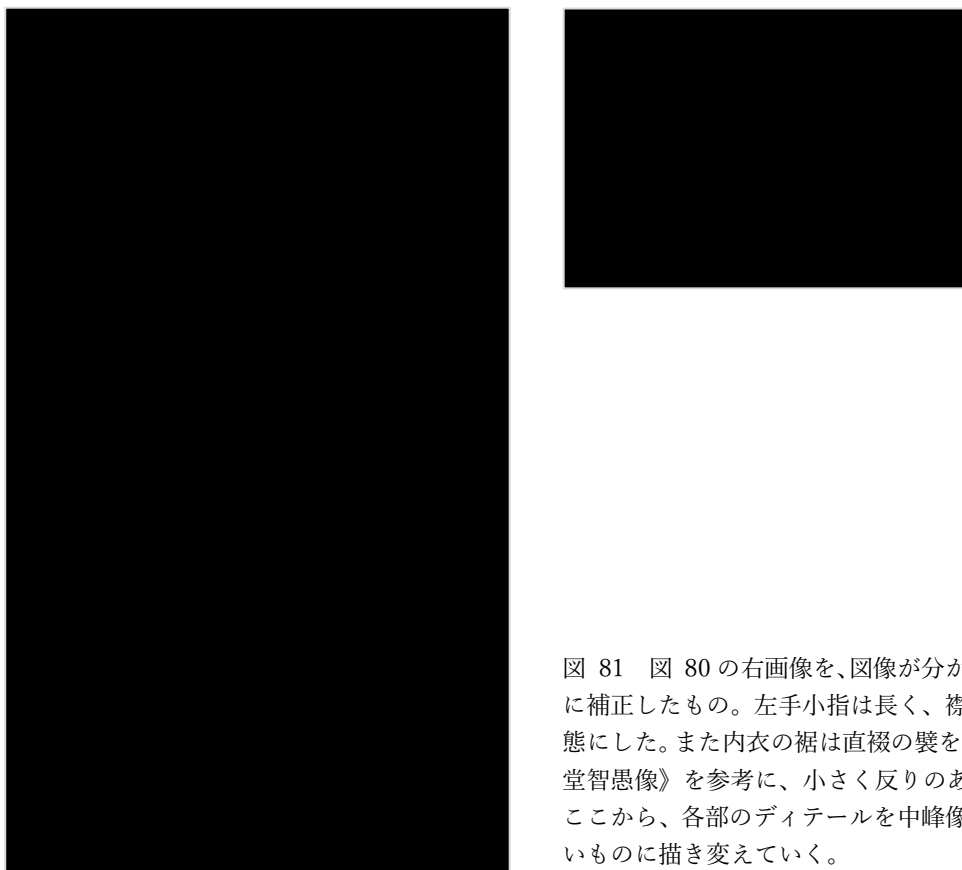 図 81　図 80 の右画像を、図像が分か
に補正したもの。左手小指は長く、襟
態にした。また内衣の裾は直裰の襞を
堂智愚像》を参考に、小さく反りのあ
ここから、各部のディテールを中峰像
いものに描き変えていく。